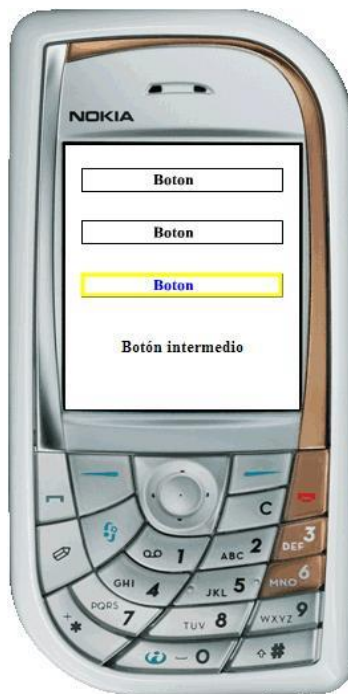 NOKIA
Boton
Boton
Boton
Botón intermedio
C
1 ABC 2 DEF 3
GHI 4 JKL 5 MNO 6
PQRS 7 TUV 8 WXYZ 9
* + - 0 #